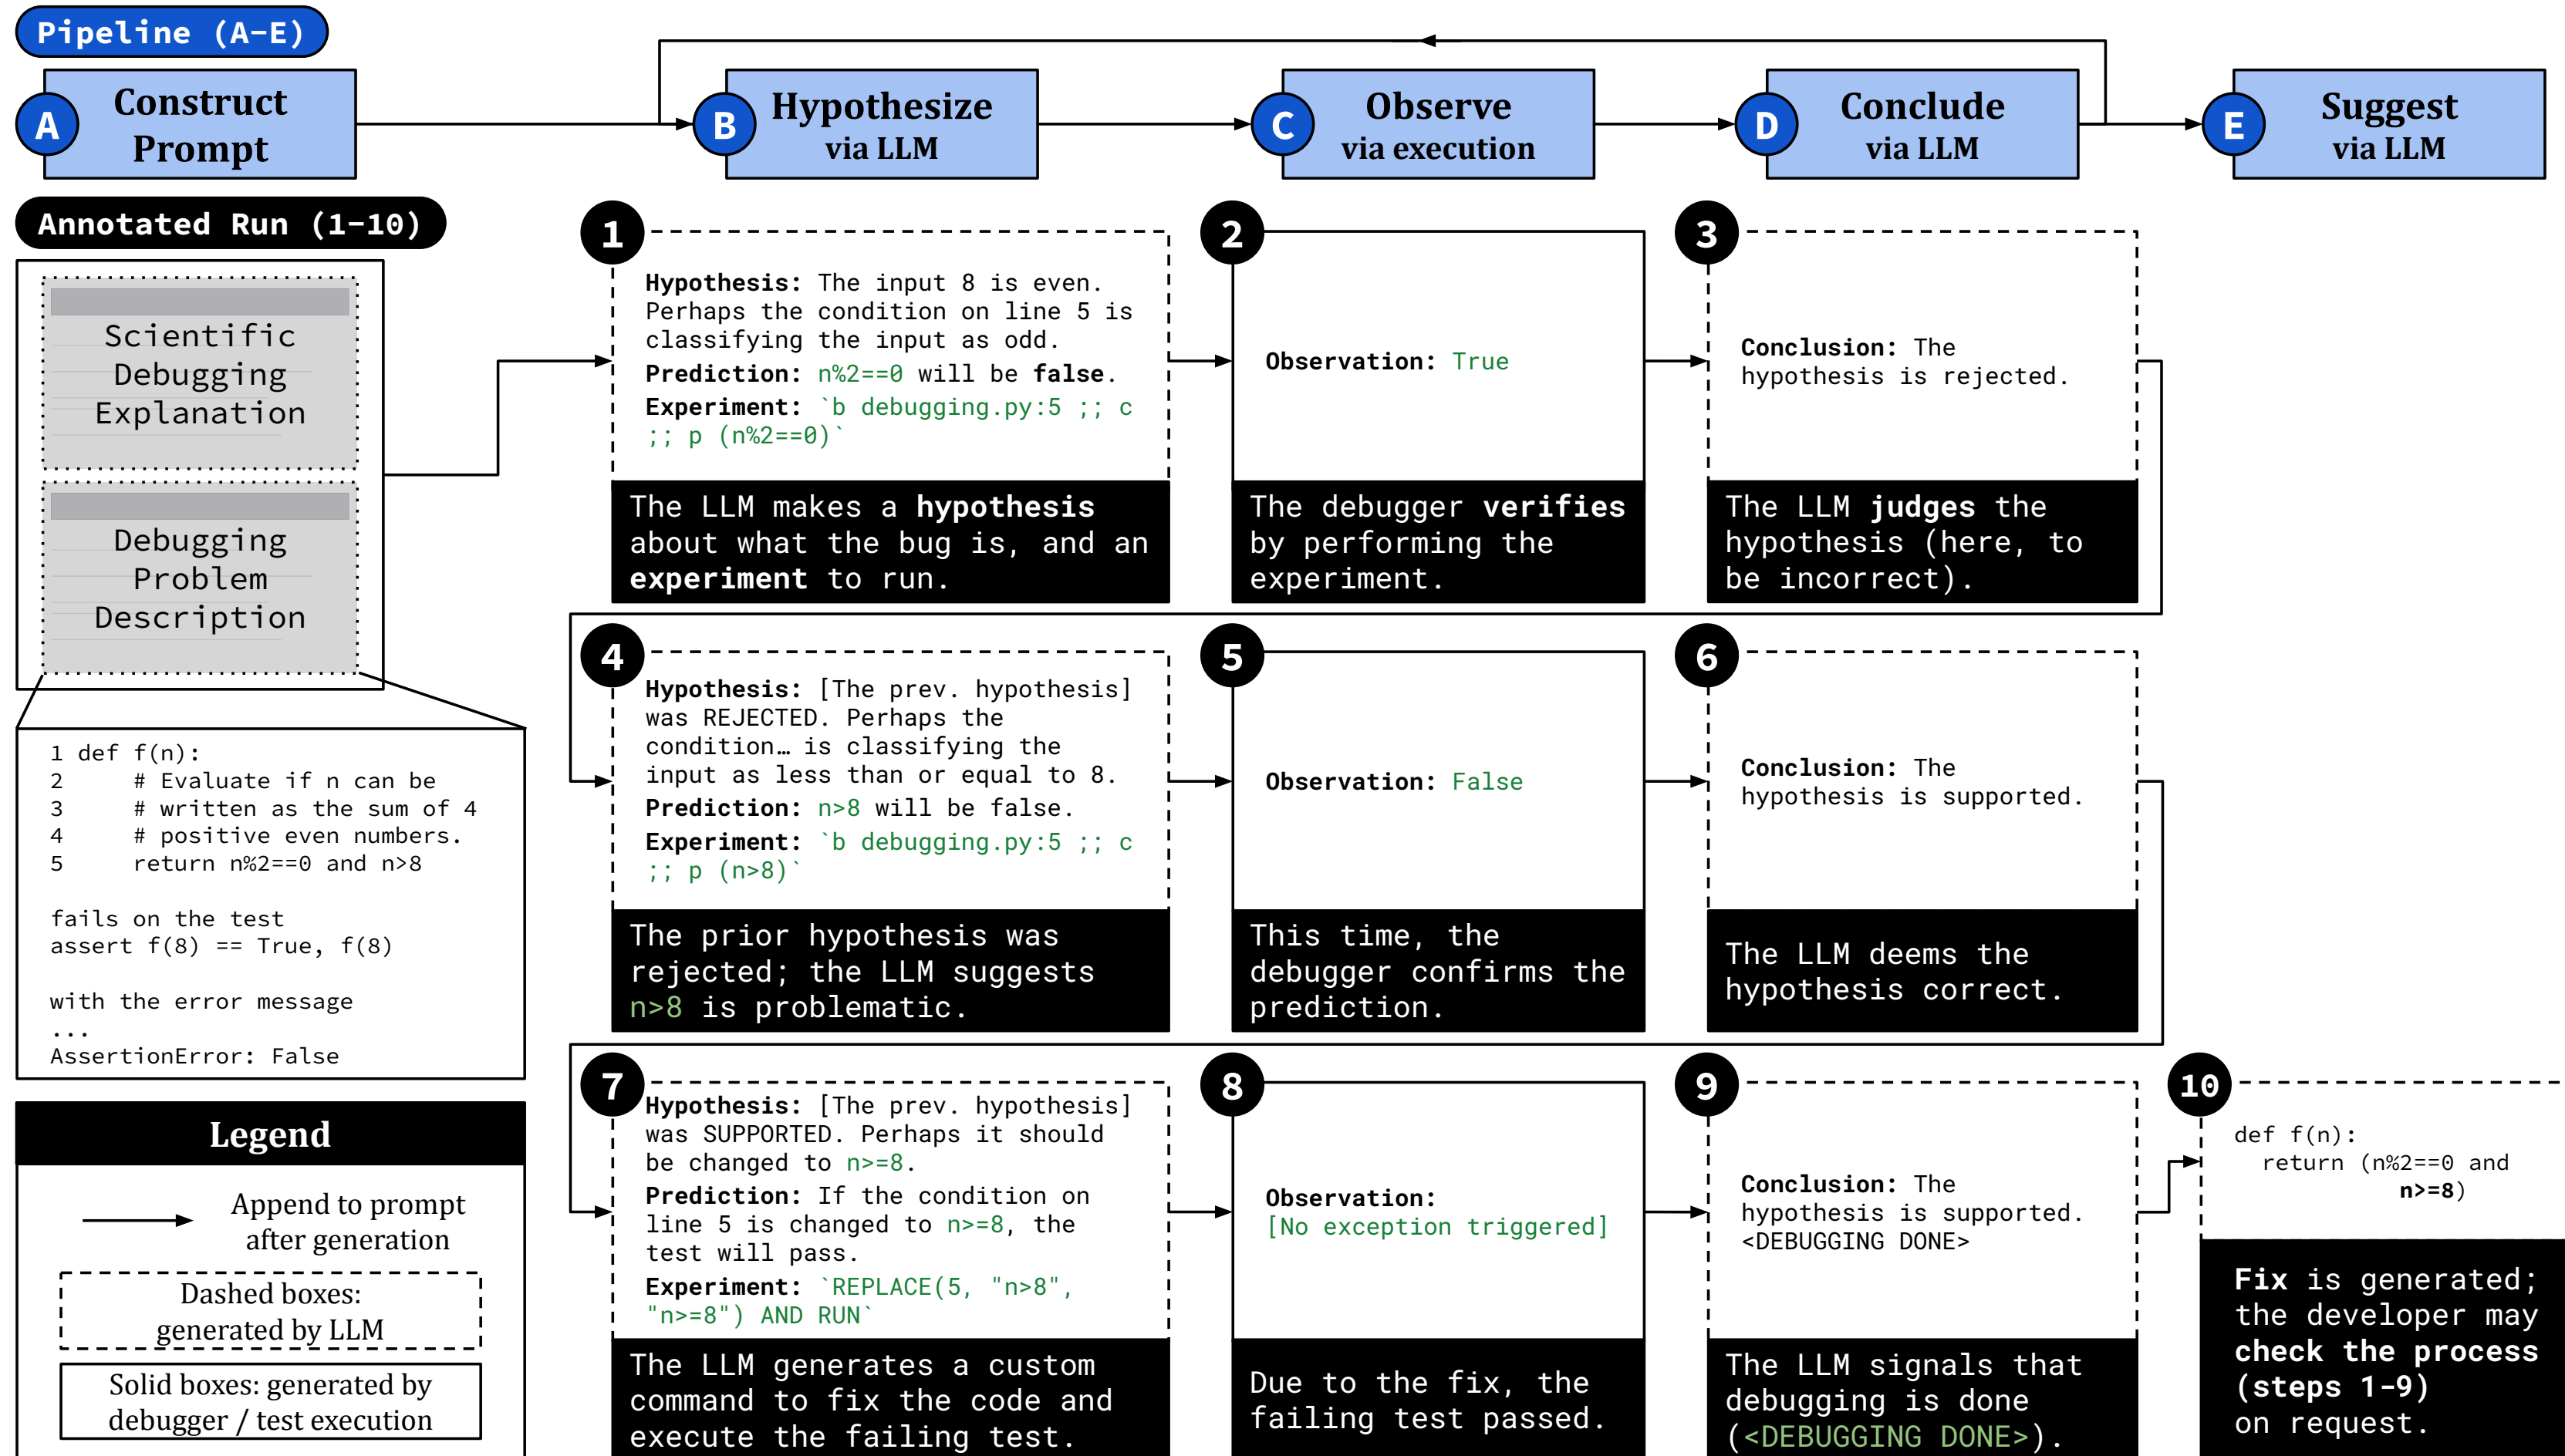 Pipeline (A-E)
A
Construct
Prompt
B
Hypothesize
via LLM
C
Observe
via execution
D
Conclude
via LLM
E
Suggest
via LLM
Annotated Run (1-10)
Scientific
Debugging
Explanation
Debugging
Problem
Description
1 def f(n):
2     # Evaluate if n can be
3     # written as the sum of 4
4     # positive even numbers.
5     return n%2==0 and n>8
fails on the test
assert f(8) == True, f(8)
with the error message
...
AssertionError: False
Legend
Append to prompt
after generation
Dashed boxes:
generated by LLM
Solid boxes: generated by
debugger / test execution
1
Hypothesis: The input 8 is even.
Perhaps the condition on line 5 is
classifying the input as odd.
Prediction: n%2==0 will be false.
Experiment: `b debugging.py:5 ;; c
;; p (n%2==0)`
The LLM makes a hypothesis
about what the bug is, and an
experiment to run.
2
Observation: True
The debugger verifies
by performing the
experiment.
3
Conclusion: The
hypothesis is rejected.
The LLM judges the
hypothesis (here, to
be incorrect).
4
Hypothesis: [The prev. hypothesis]
was REJECTED. Perhaps the
condition… is classifying the
input as less than or equal to 8.
Prediction: n>8 will be false.
Experiment: `b debugging.py:5 ;; c
;; p (n>8)`
The prior hypothesis was
rejected; the LLM suggests
n>8 is problematic.
5
Observation: False
This time, the
debugger confirms the
prediction.
6
Conclusion: The
hypothesis is supported.
The LLM deems the
hypothesis correct.
7
Hypothesis: [The prev. hypothesis]
was SUPPORTED. Perhaps it should
be changed to n>=8.
Prediction: If the condition on
line 5 is changed to n>=8, the
test will pass.
Experiment: `REPLACE(5, "n>8",
"n>=8") AND RUN`
The LLM generates a custom
command to fix the code and
execute the failing test.
8
Observation:
[No exception triggered]
Due to the fix, the
failing test passed.
9
Conclusion: The
hypothesis is supported.
<DEBUGGING DONE>
The LLM signals that
debugging is done
(<DEBUGGING DONE>).
10
def f(n):
return (n%2==0 and
n>=8)
Fix is generated;
the developer may
check the process
(steps 1-9)
on request.